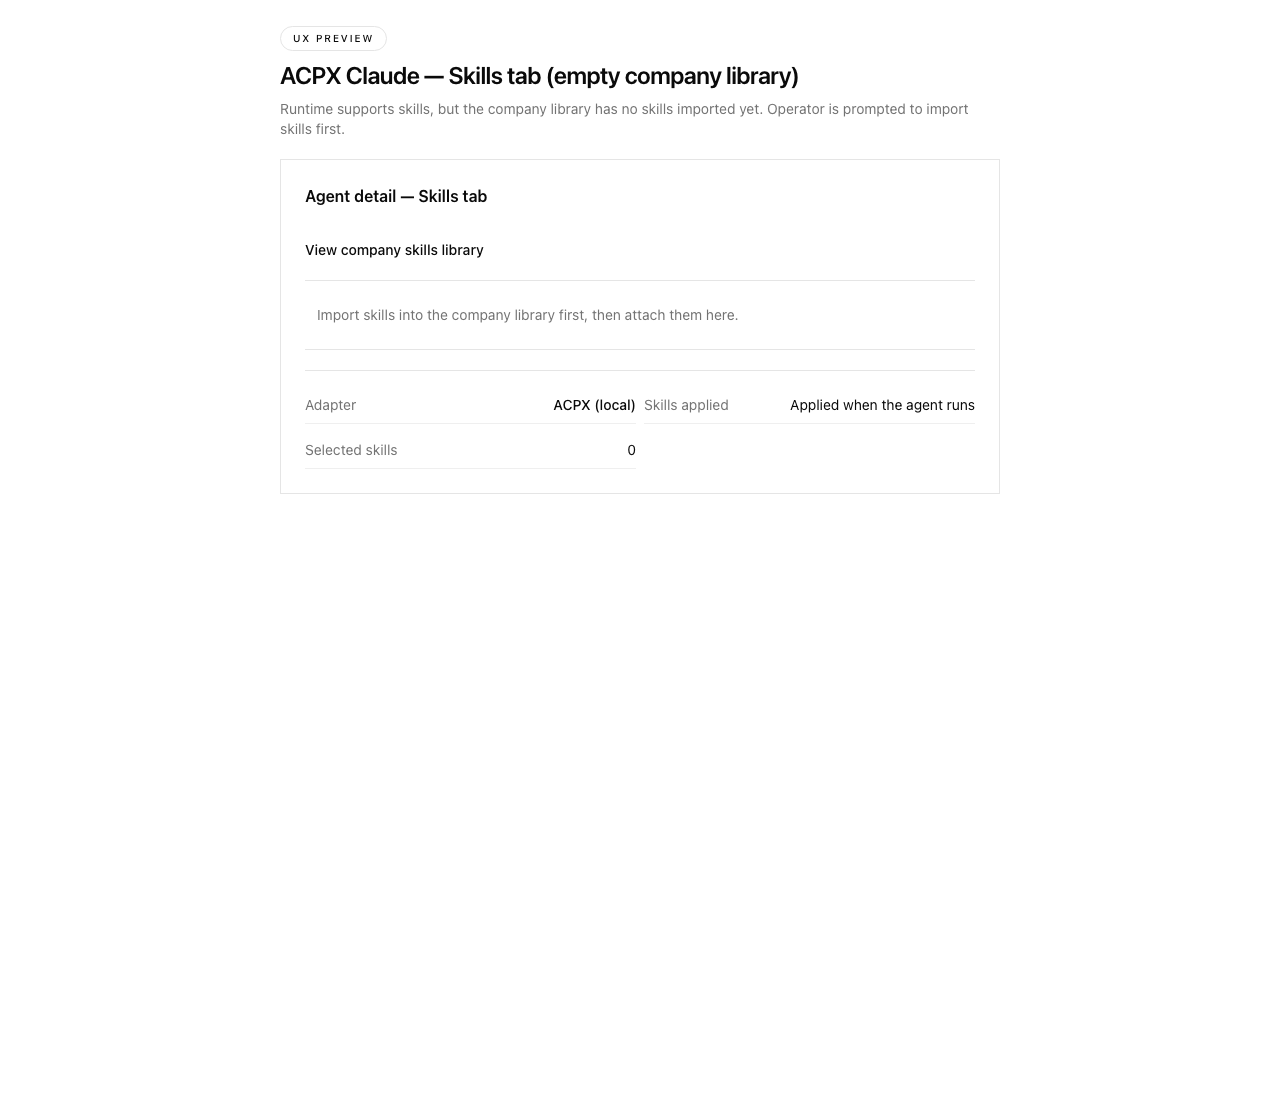 UX PREVIEW
ACPX Claude — Skills tab (empty company library)
Runtime supports skills, but the company library has no skills imported yet. Operator is prompted to import
skills first.
Agent detail — Skills tab
View company skills library
Import skills into the company library first, then attach them here.
Adapter ACPX (local) Skills applied Applied when the agent runs
Selected skills 0